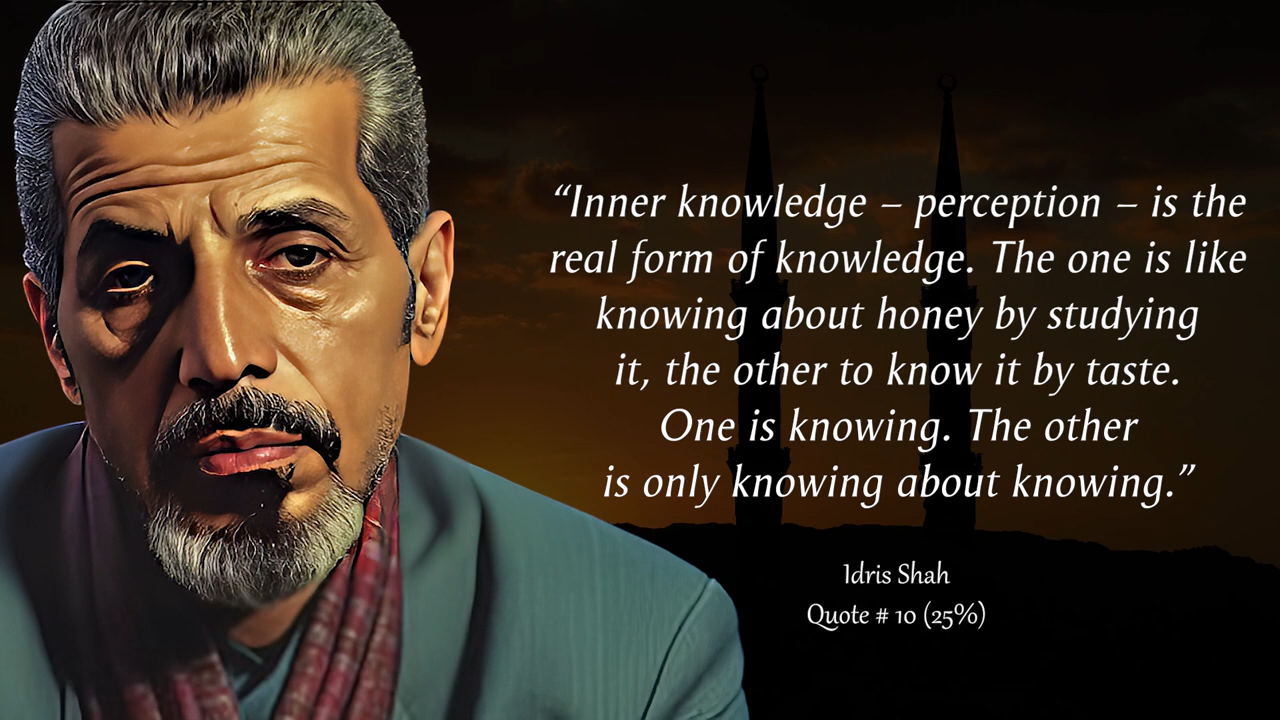 “Inner knowledge – perception – is the
real form of knowledge. The one is like
knowing about honey by studying
it, the other to know it by taste.
One is knowing. The other
is only knowing about knowing.”
Idris Shah
Quote # 10 (25%)